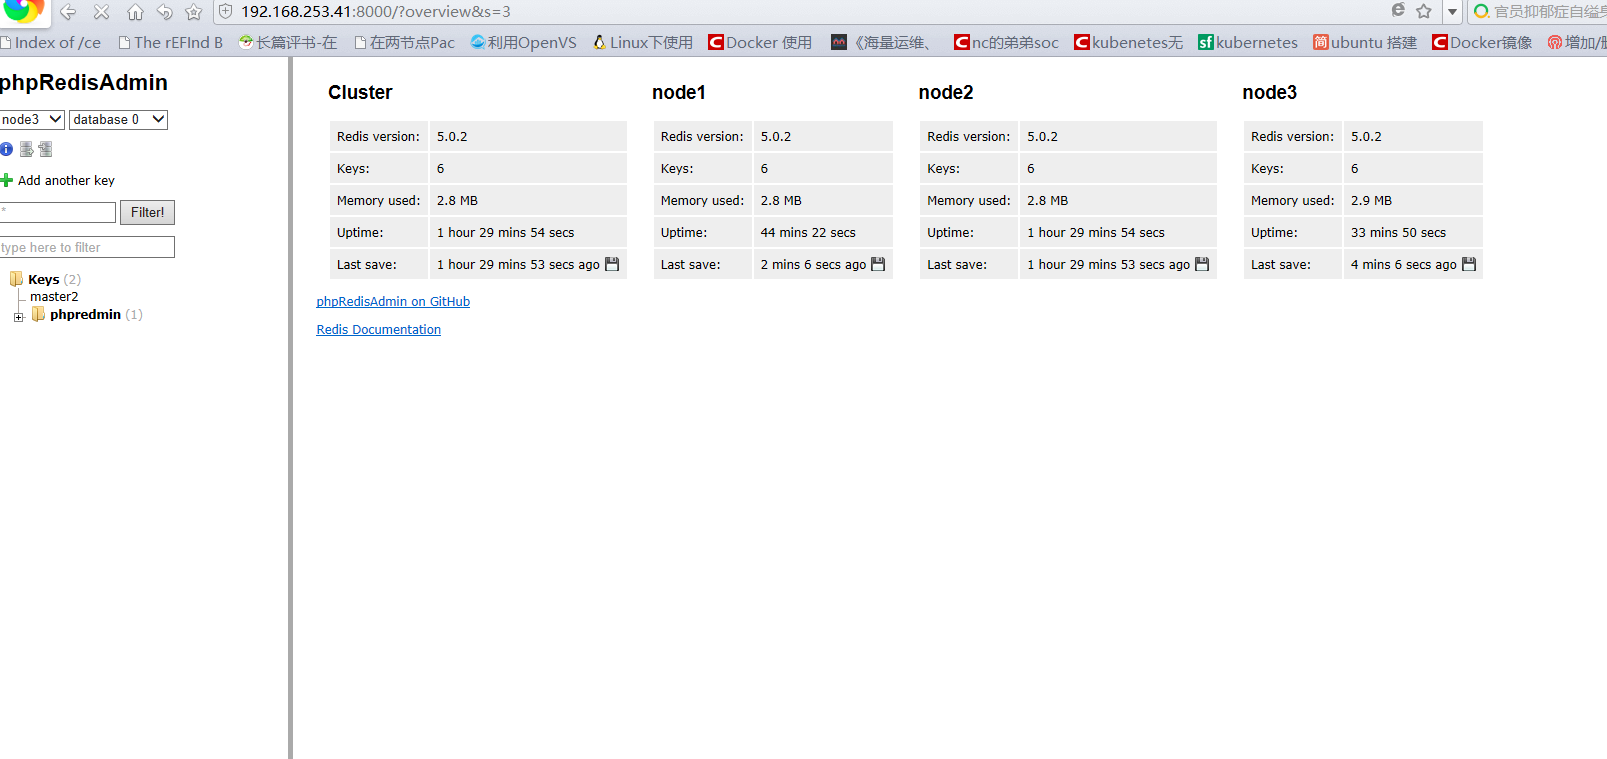 192.168.253.41:8000/?overview&s=3
官员抑郁症自缢身
Index of /ce
The rEFInd B
长篇评书-在
在两节点Pac
利用OpenVS
Linux下使用
Docker 使用
《海量运维、
nc的弟弟soc
kubenetes无
kubernetes
ubuntu 搭建
Docker镜像
增加/删
phpRedisAdmin
node3
database 0
Add another key
*
Filter!
type here to filter
Keys (2)
master2
phpredmin (1)
Cluster
Redis version: 5.0.2
Keys: 6
Memory used: 2.8 MB
Uptime: 1 hour 29 mins 54 secs
Last save: 1 hour 29 mins 53 secs ago
node1
Redis version: 5.0.2
Keys: 6
Memory used: 2.8 MB
Uptime: 44 mins 22 secs
Last save: 2 mins 6 secs ago
node2
Redis version: 5.0.2
Keys: 6
Memory used: 2.8 MB
Uptime: 1 hour 29 mins 54 secs
Last save: 1 hour 29 mins 53 secs ago
node3
Redis version: 5.0.2
Keys: 6
Memory used: 2.9 MB
Uptime: 33 mins 50 secs
Last save: 4 mins 6 secs ago
phpRedisAdmin on GitHub
Redis Documentation